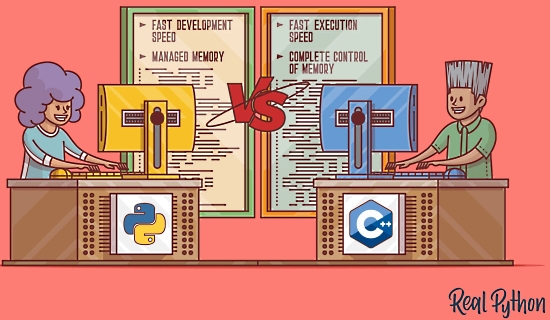 ► FAST DEVELOPMENT
SPEED
► MANAGED MEMORY
► FAST EXECUTION
SPEED
► COMPLETE CONTROL
OF MEMORY
VS
C++
Real Python